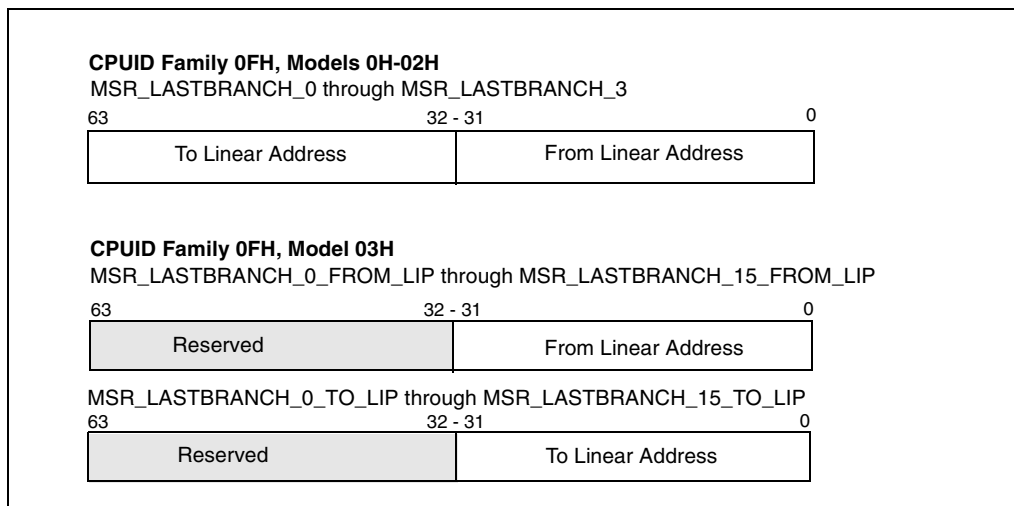 CPUID Family 0FH, Models 0H-02H
MSR_LASTBRANCH_0 through MSR_LASTBRANCH_3
63 32 - 31 0
To Linear Address From Linear Address
CPUID Family 0FH, Model 03H
MSR_LASTBRANCH_0_FROM_LIP through MSR_LASTBRANCH_15_FROM_LIP
63 32 - 31 0
Reserved From Linear Address
MSR_LASTBRANCH_0_TO_LIP through MSR_LASTBRANCH_15_TO_LIP
63 32 - 31 0
Reserved To Linear Address